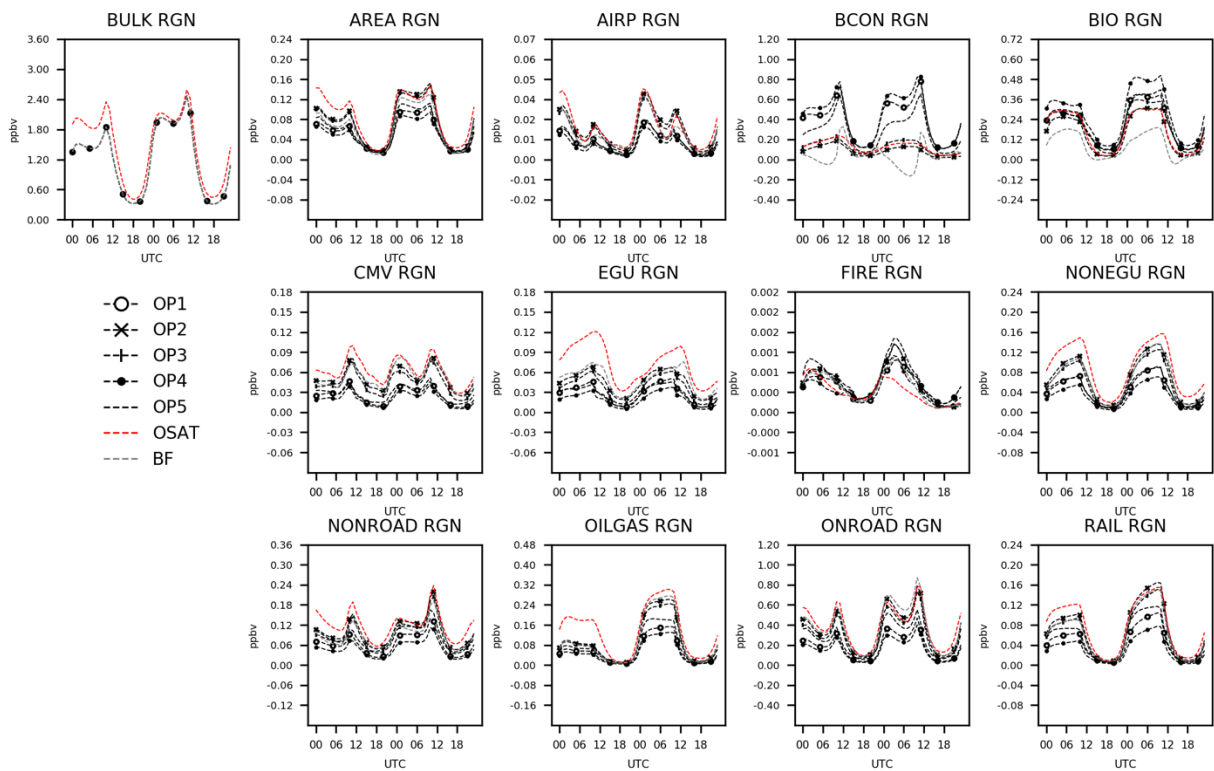 BULK RGN AREA RGN AIRP RGN BCON RGN BIO RGN
3.60 0.24 0.07 1.20 0.72
3.00 0.20 0.06 1.00 0.60
2.40 0.16 0.04 0.80 0.48
1.80 0.12 0.03 0.60 0.36
1.20 0.08 0.02 0.40 0.24
0.60 0.04 0.01 0.20 0.12
0.00 0.00 0.00 0.00 0.00
-0.04 -0.01 -0.20 -0.12
-0.08 -0.02 -0.40 -0.24
ppbv ppbv ppbv ppbv ppbv
00 06 12 18 00 06 12 18 00 06 12 18 00 06 12 18 00 06 12 18 00 06 12 18 00 06 12 18 00 06 12 18 00 06 12 18 00 06 12 18
UTC UTC UTC UTC UTC
CMV RGN EGU RGN FIRE RGN NONEGU RGN
0.18 0.18 0.002 0.24
0.15 0.15 0.002 0.20
0.12 0.12 0.002 0.16
0.09 0.09 0.001 0.12
0.06 0.06 0.001 0.08
0.03 0.03 0.000 0.04
0.00 0.00 0.000 0.00
-0.03 -0.03 -0.000 -0.04
-0.06 -0.06 -0.001 -0.08
ppbv ppbv ppbv ppbv
00 06 12 18 00 06 12 18 00 06 12 18 00 06 12 18 00 06 12 18 00 06 12 18 00 06 12 18 00 06 12 18
UTC UTC UTC UTC
OP1
OP2
OP3
OP4
OP5
OSAT
BF
NONROAD RGN OILGAS RGN ONROAD RGN RAIL RGN
0.36 0.48 1.20 0.24
0.30 0.40 1.00 0.20
0.24 0.32 0.80 0.16
0.18 0.24 0.60 0.12
0.12 0.16 0.40 0.08
0.06 0.08 0.20 0.04
0.00 0.00 0.00 0.00
-0.06 -0.08 -0.20 -0.04
-0.12 -0.16 -0.40 -0.08
ppbv ppbv ppbv ppbv
00 06 12 18 00 06 12 18 00 06 12 18 00 06 12 18 00 06 12 18 00 06 12 18 00 06 12 18 00 06 12 18
UTC UTC UTC UTC